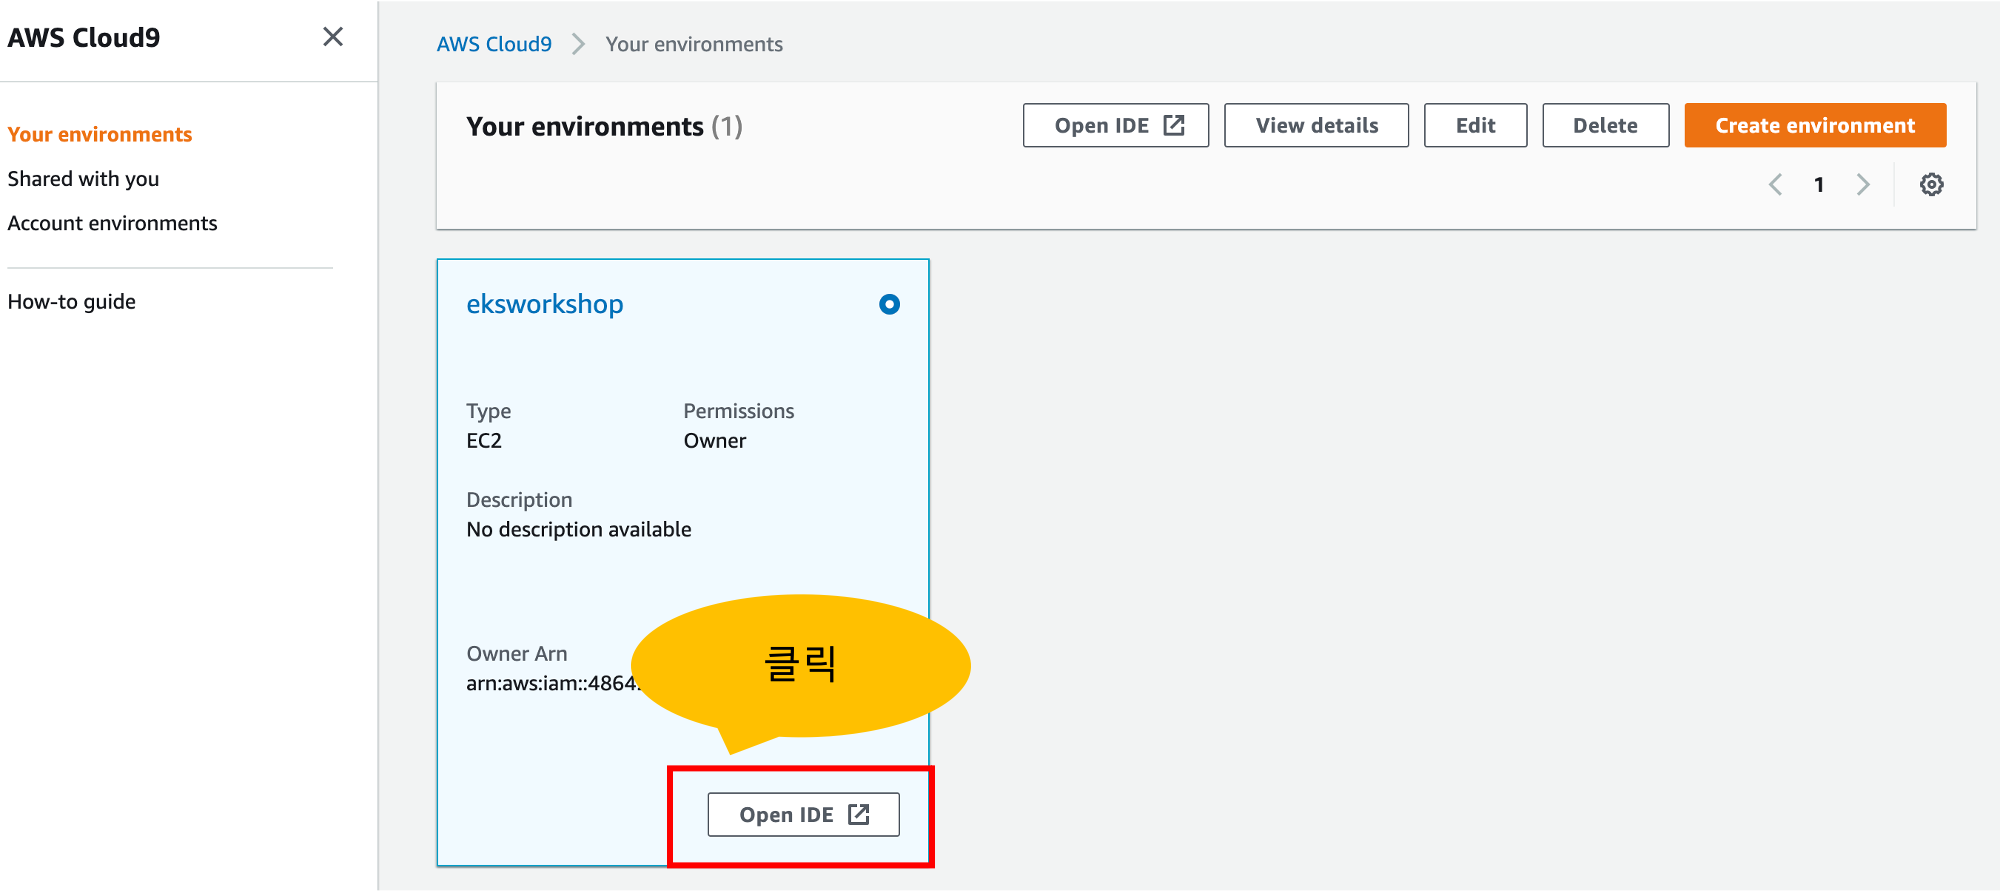 AWS Cloud9
Your environments
Shared with you
Account environments
How-to guide
AWS Cloud9 Your environments
Your environments (1)
Open IDE View details Edit Delete Create environment
1
eksworkshop
Type Permissions
EC2 Owner
Description
No description available
Owner Arn
arn:aws:iam::4864
클릭
Open IDE